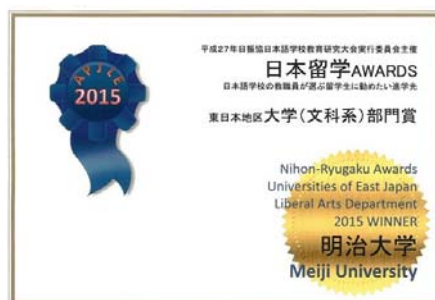 APJLE
2015
平成27年日振協日本語学校教育研究大会実行委員会主催
日本留学AWARDS
日本語学校の教職員が選ぶ留学生に勧めたい進学先
東日本地区大学(文科系)部門賞
Nihon-Ryugaku Awards
Universities of East Japan
Liberal Arts Department
2015 WINNER
明治大学
Meiji University